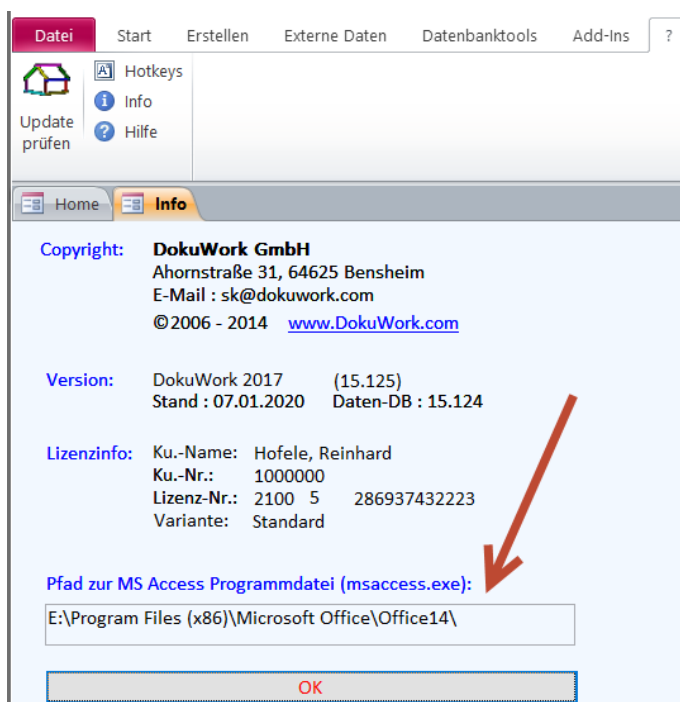 Datei Start Erstellen Externe Daten Datenbanktools Add-Ins ?
Update prüfen
Hotkeys
Info
Hilfe
Home Info
Copyright: DokuWork GmbH
Ahornstraße 31, 64625 Bensheim
E-Mail : sk@dokuwork.com
©2006 - 2014 www.DokuWork.com
Version: DokuWork 2017 (15.125)
Stand : 07.01.2020 Daten-DB : 15.124
Lizenzinfo: Ku.-Name: Hofele, Reinhard
Ku.-Nr.: 1000000
Lizenz-Nr.: 2100 5 286937432223
Variante: Standard
Pfad zur MS Access Programmdatei (msaccess.exe):
E:\Program Files (x86)\Microsoft Office\Office14\
OK